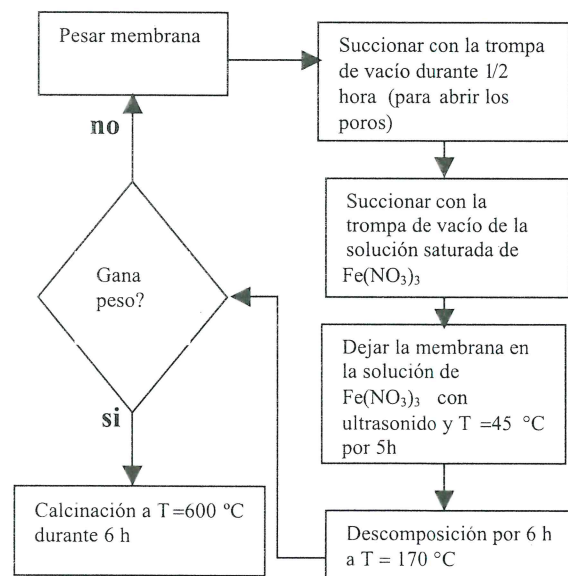 Pesar membrana
Succionar con la trompa
de vacío durante 1/2
hora (para abrir los
poros)
Succionar con la
trompa de vacío de la
solución saturada de
Fe(NO₃)₃
Dejar la membrana en
la solución de
Fe(NO₃)₃ con
ultrasonido y T =45 °C
por 5h
Descomposición por 6 h
a T = 170 °C
Gana
peso?
no
si
Calcinación a T=600 ºC
durante 6 h